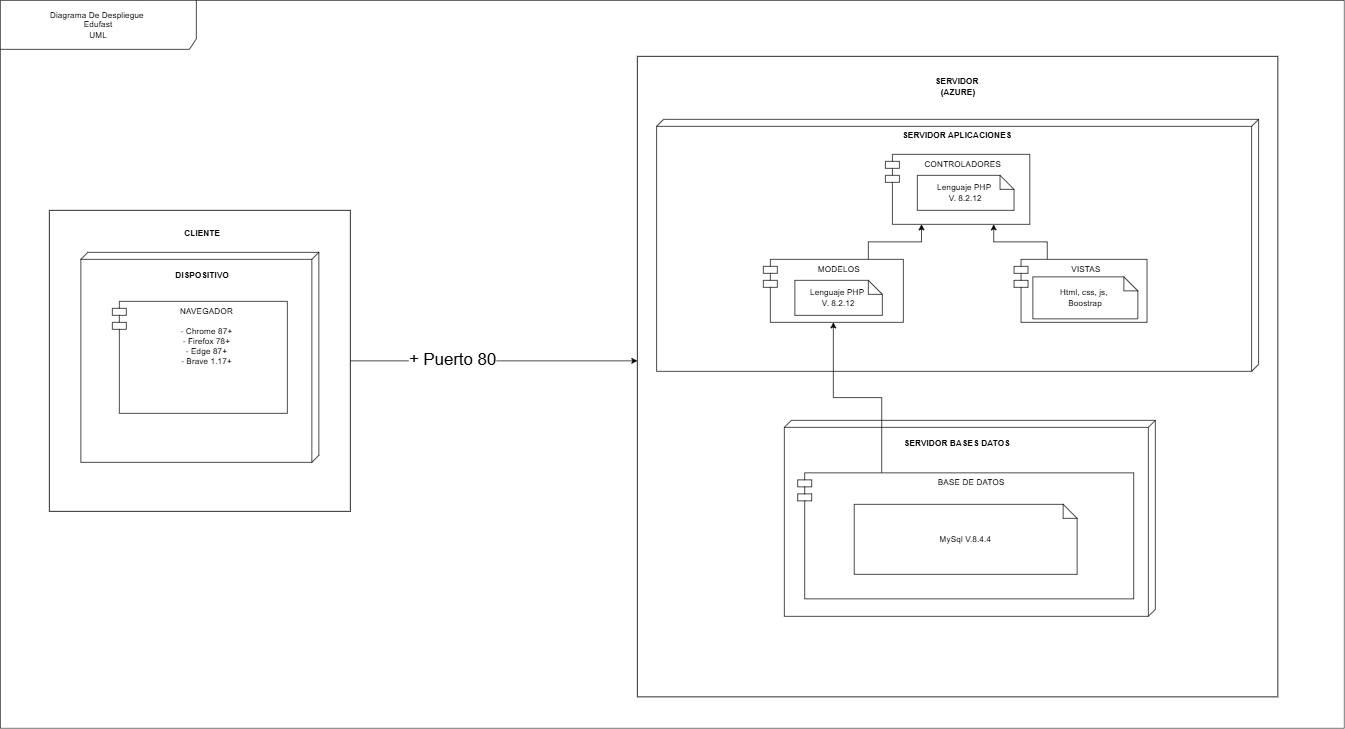 Diagrama De Despliegue
Edufast
UML
SERVIDOR
(AZURE)
SERVIDOR APLICACIONES
CONTROLADORES
Lenguaje PHP
V. 8.2.12
MODELOS
Lenguaje PHP
V. 8.2.12
VISTAS
Html, css, js,
Boostrap
CLIENTE
DISPOSITIVO
NAVEGADOR
- Chrome 87+
- Firefox 78+
- Edge 87+
- Brave 1.17+
+ Puerto 80
SERVIDOR BASES DATOS
BASE DE DATOS
MySql V.8.4.4